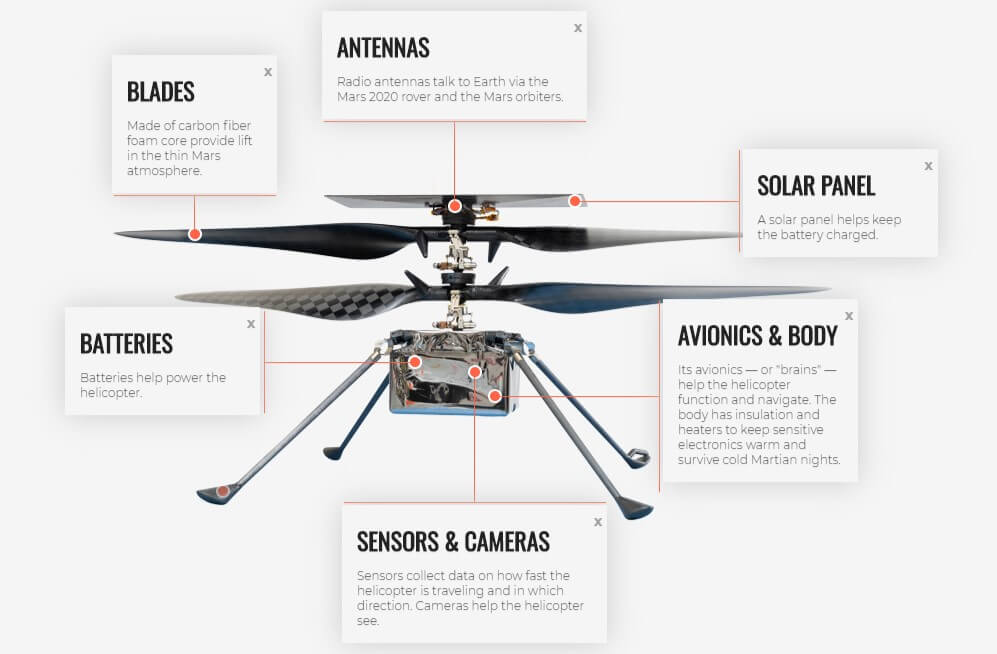 ANTENNAS
x
Radio antennas talk to Earth via the
Mars 2020 rover and the Mars orbiters.
BLADES
x
Made of carbon fiber
foam core provide lift
in the thin Mars
atmosphere.
SOLAR PANEL
x
A solar panel helps keep
the battery charged.
BATTERIES
x
Batteries help power the
helicopter.
AVIONICS & BODY
x
Its avionics — or "brains" —
help the helicopter
function and navigate. The
body has insulation and
heaters to keep sensitive
electronics warm and
survive cold Martian nights.
SENSORS & CAMERAS
x
Sensors collect data on how fast the
helicopter is traveling and in which
direction. Cameras help the helicopter
see.